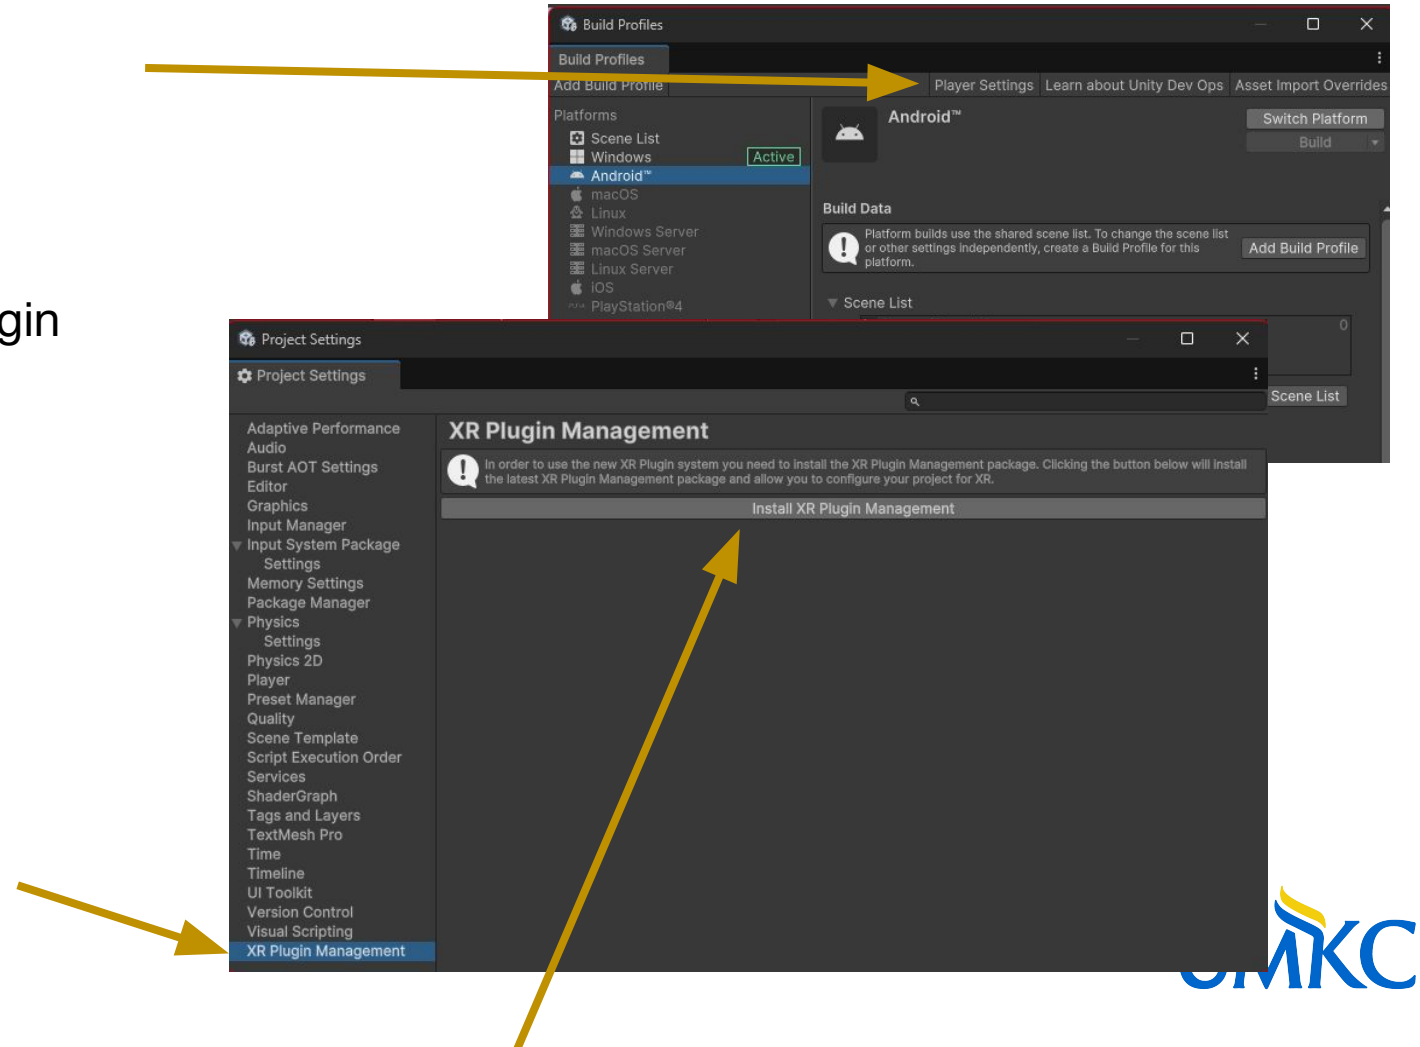 Build Profiles
Build Profiles
Add Build Profile
Player Settings Learn about Unity Dev Ops Asset Import Overrides
Platforms
Scene List
Windows Active
Android™
macOS
Linux
Windows Server
macOS Server
Linux Server
iOS
PlayStation®4
Android™
Switch Platform
Build
Build Data
Platform builds use the shared scene list. To change the scene list
or other settings independently, create a Build Profile for this
platform.
Add Build Profile
Scene List
0
Scene List
gin
Project Settings
Project Settings
Adaptive Performance
Audio
Burst AOT Settings
Editor
Graphics
Input Manager
Input System Package
Settings
Memory Settings
Package Manager
Physics
Settings
Physics 2D
Player
Preset Manager
Quality
Scene Template
Script Execution Order
Services
ShaderGraph
Tags and Layers
TextMesh Pro
Time
Timeline
UI Toolkit
Version Control
Visual Scripting
XR Plugin Management
XR Plugin Management
In order to use the new XR Plugin system you need to install the XR Plugin Management package. Clicking the button below will install
the latest XR Plugin Management package and allow you to configure your project for XR.
Install XR Plugin Management
UMKC